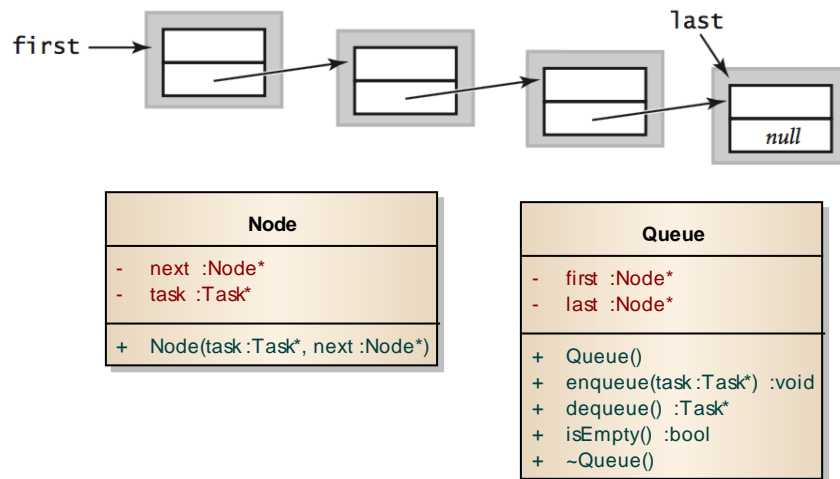 first
last
null
Node
- next :Node*
- task :Task*
+ Node(task :Task*, next :Node*)
Queue
- first :Node*
- last :Node*
+ Queue()
+ enqueue(task :Task*) :void
+ dequeue() :Task*
+ isEmpty() :bool
+ ~Queue()